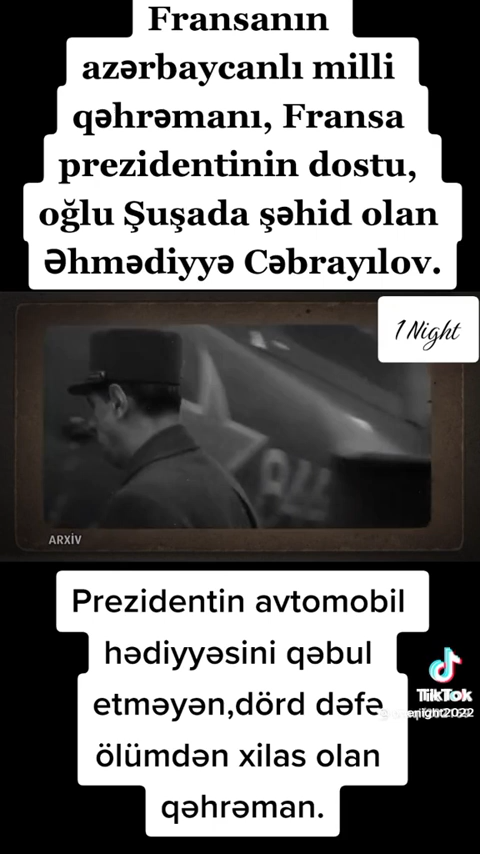 Fransanın
azərbaycanlı milli
qəhrəmanı, Fransa
prezidentinin dostu,
oğlu Şuşada şəhid olan
Əhmədiyyə Cəbrayılov.
1 Night
ARXİV
Prezidentin avtomobil
hədiyyəsini qəbul
etməyən,dörd dəfə
ölümdən xilas olan
qəhrəman.
TikTok